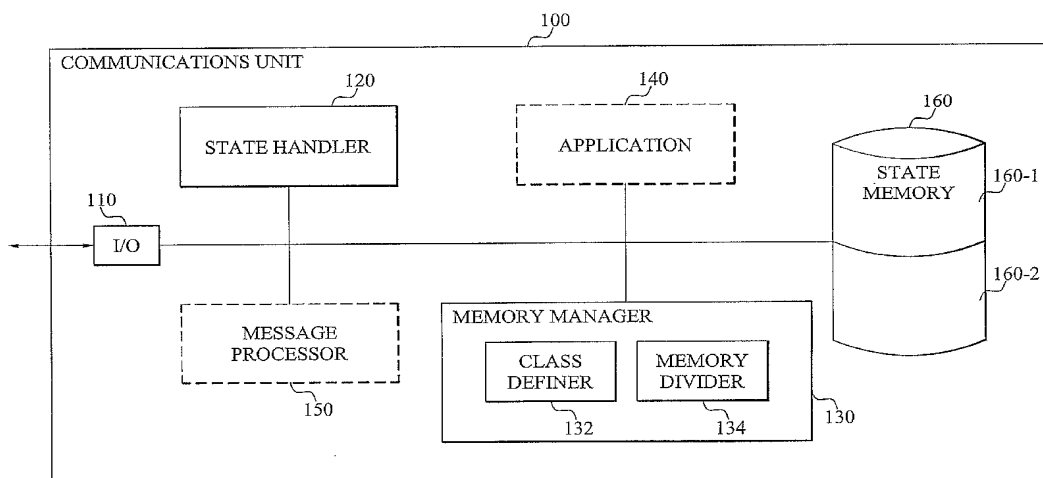 100
COMMUNICATIONS UNIT
120
STATE HANDLER
140
APPLICATION
160
STATE
MEMORY
160-1
110
I/O
160-2
MESSAGE
PROCESSOR
150
MEMORY MANAGER
CLASS
DEFINER
132
MEMORY
DIVIDER
134
130